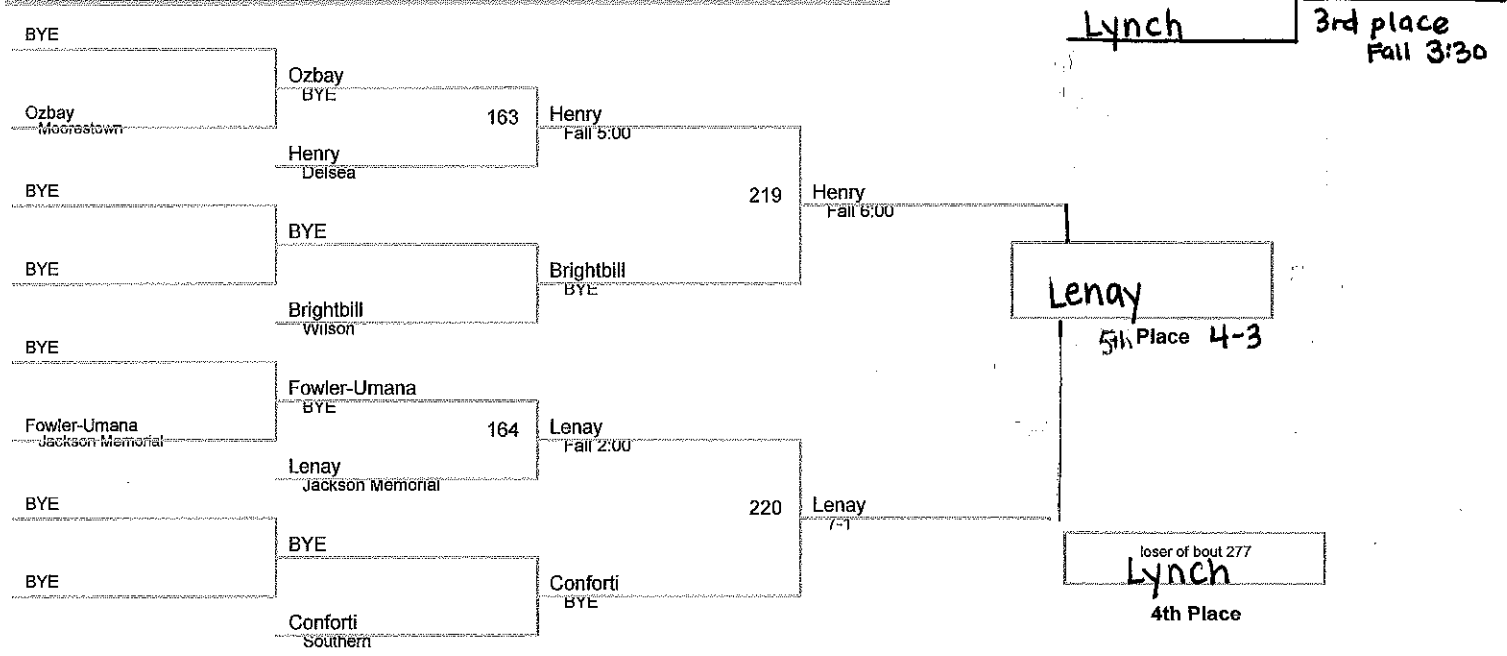 Lynch
3rd place
Fall 3:30
BYE
Ozbay
BYE
Ozbay
Moorestown
163
Henry
Fall 5:00
Henry
Delsea
BYE
219
Henry
Fall 6:00
BYE
BYE
Brightbill
BYE
Brightbill
Wilson
Lenay
5th Place 4-3
BYE
Fowler-Umana
BYE
Fowler-Umana
Jackson Memorial
164
Lenay
Fall 2:00
Lenay
Jackson Memorial
BYE
220
Lenay
7-1
BYE
BYE
Conforti
BYE
Conforti
Southern
loser of bout 277
Lynch
4th Place